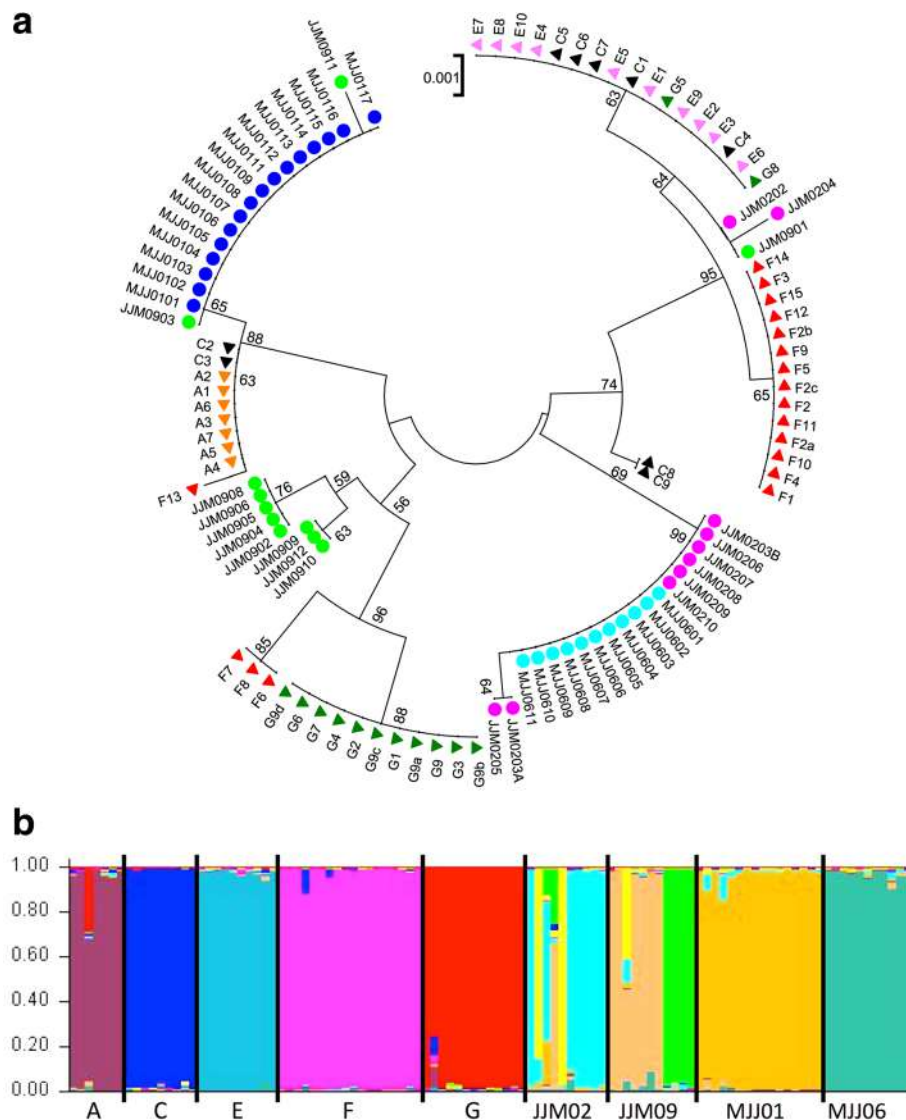 a
0.001
E7
E8
E10
E4
C5
C6
C7
E5
C1
E1
G5
E9
E2
E3
C4
E6
G8
63
64
JJM0202
JJM0204
JJM0901
95
F14
F3
F15
F12
F2b
F9
F5
F2c
F2
F11
F2a
F10
F4
F1
65
74
C8
C9
69
99
JJM0203B
JJM0206
JJM0207
JJM0208
JJM0209
JJM0210
MJJ0601
MJJ0602
MJJ0603
MJJ0604
MJJ0605
MJJ0606
MJJ0607
MJJ0608
MJJ0609
MJJ0610
MJJ0611
64
JJM0203A
JJM0205
G9b
G3
G9
G9a
G1
G9c
G2
G4
G7
G6
G9d
88
F6
F8
F7
85
96
56
59
63
JJM0910
JJM0912
JJM0909
76
JJM0902
JJM0904
JJM0905
JJM0906
JJM0908
F13
A4
A5
A7
A3
A6
A1
A2
C3
C2
63
88
65
JJM0903
MJJ0101
MJJ0102
MJJ0103
MJJ0104
MJJ0105
MJJ0106
MJJ0107
MJJ0108
MJJ0109
MJJ0111
MJJ0112
MJJ0113
MJJ0114
MJJ0115
MJJ0116
JJM0911
MJJ0117
b
1.00
0.80
0.60
0.40
0.20
0.00
A C E F G JJM02 JJM09 MJJ01 MJJ06